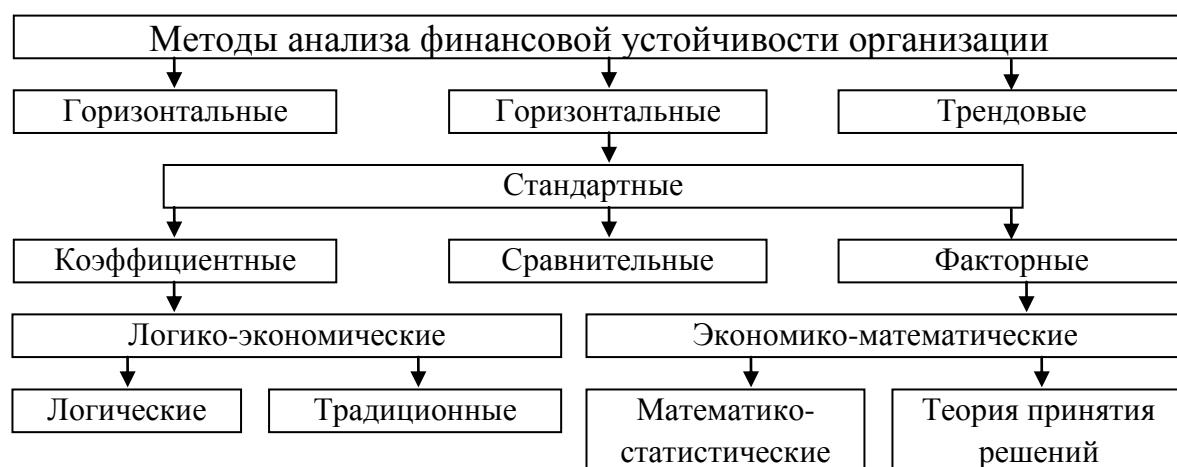 Методы анализа финансовой устойчивости организации
Горизонтальные
Горизонтальные
Трендовые
Стандартные
Коэффициентные
Сравнительные
Факторные
Логико-экономические
Экономико-математические
Логические
Традиционные
Математико-
статистические
Теория принятия
решений